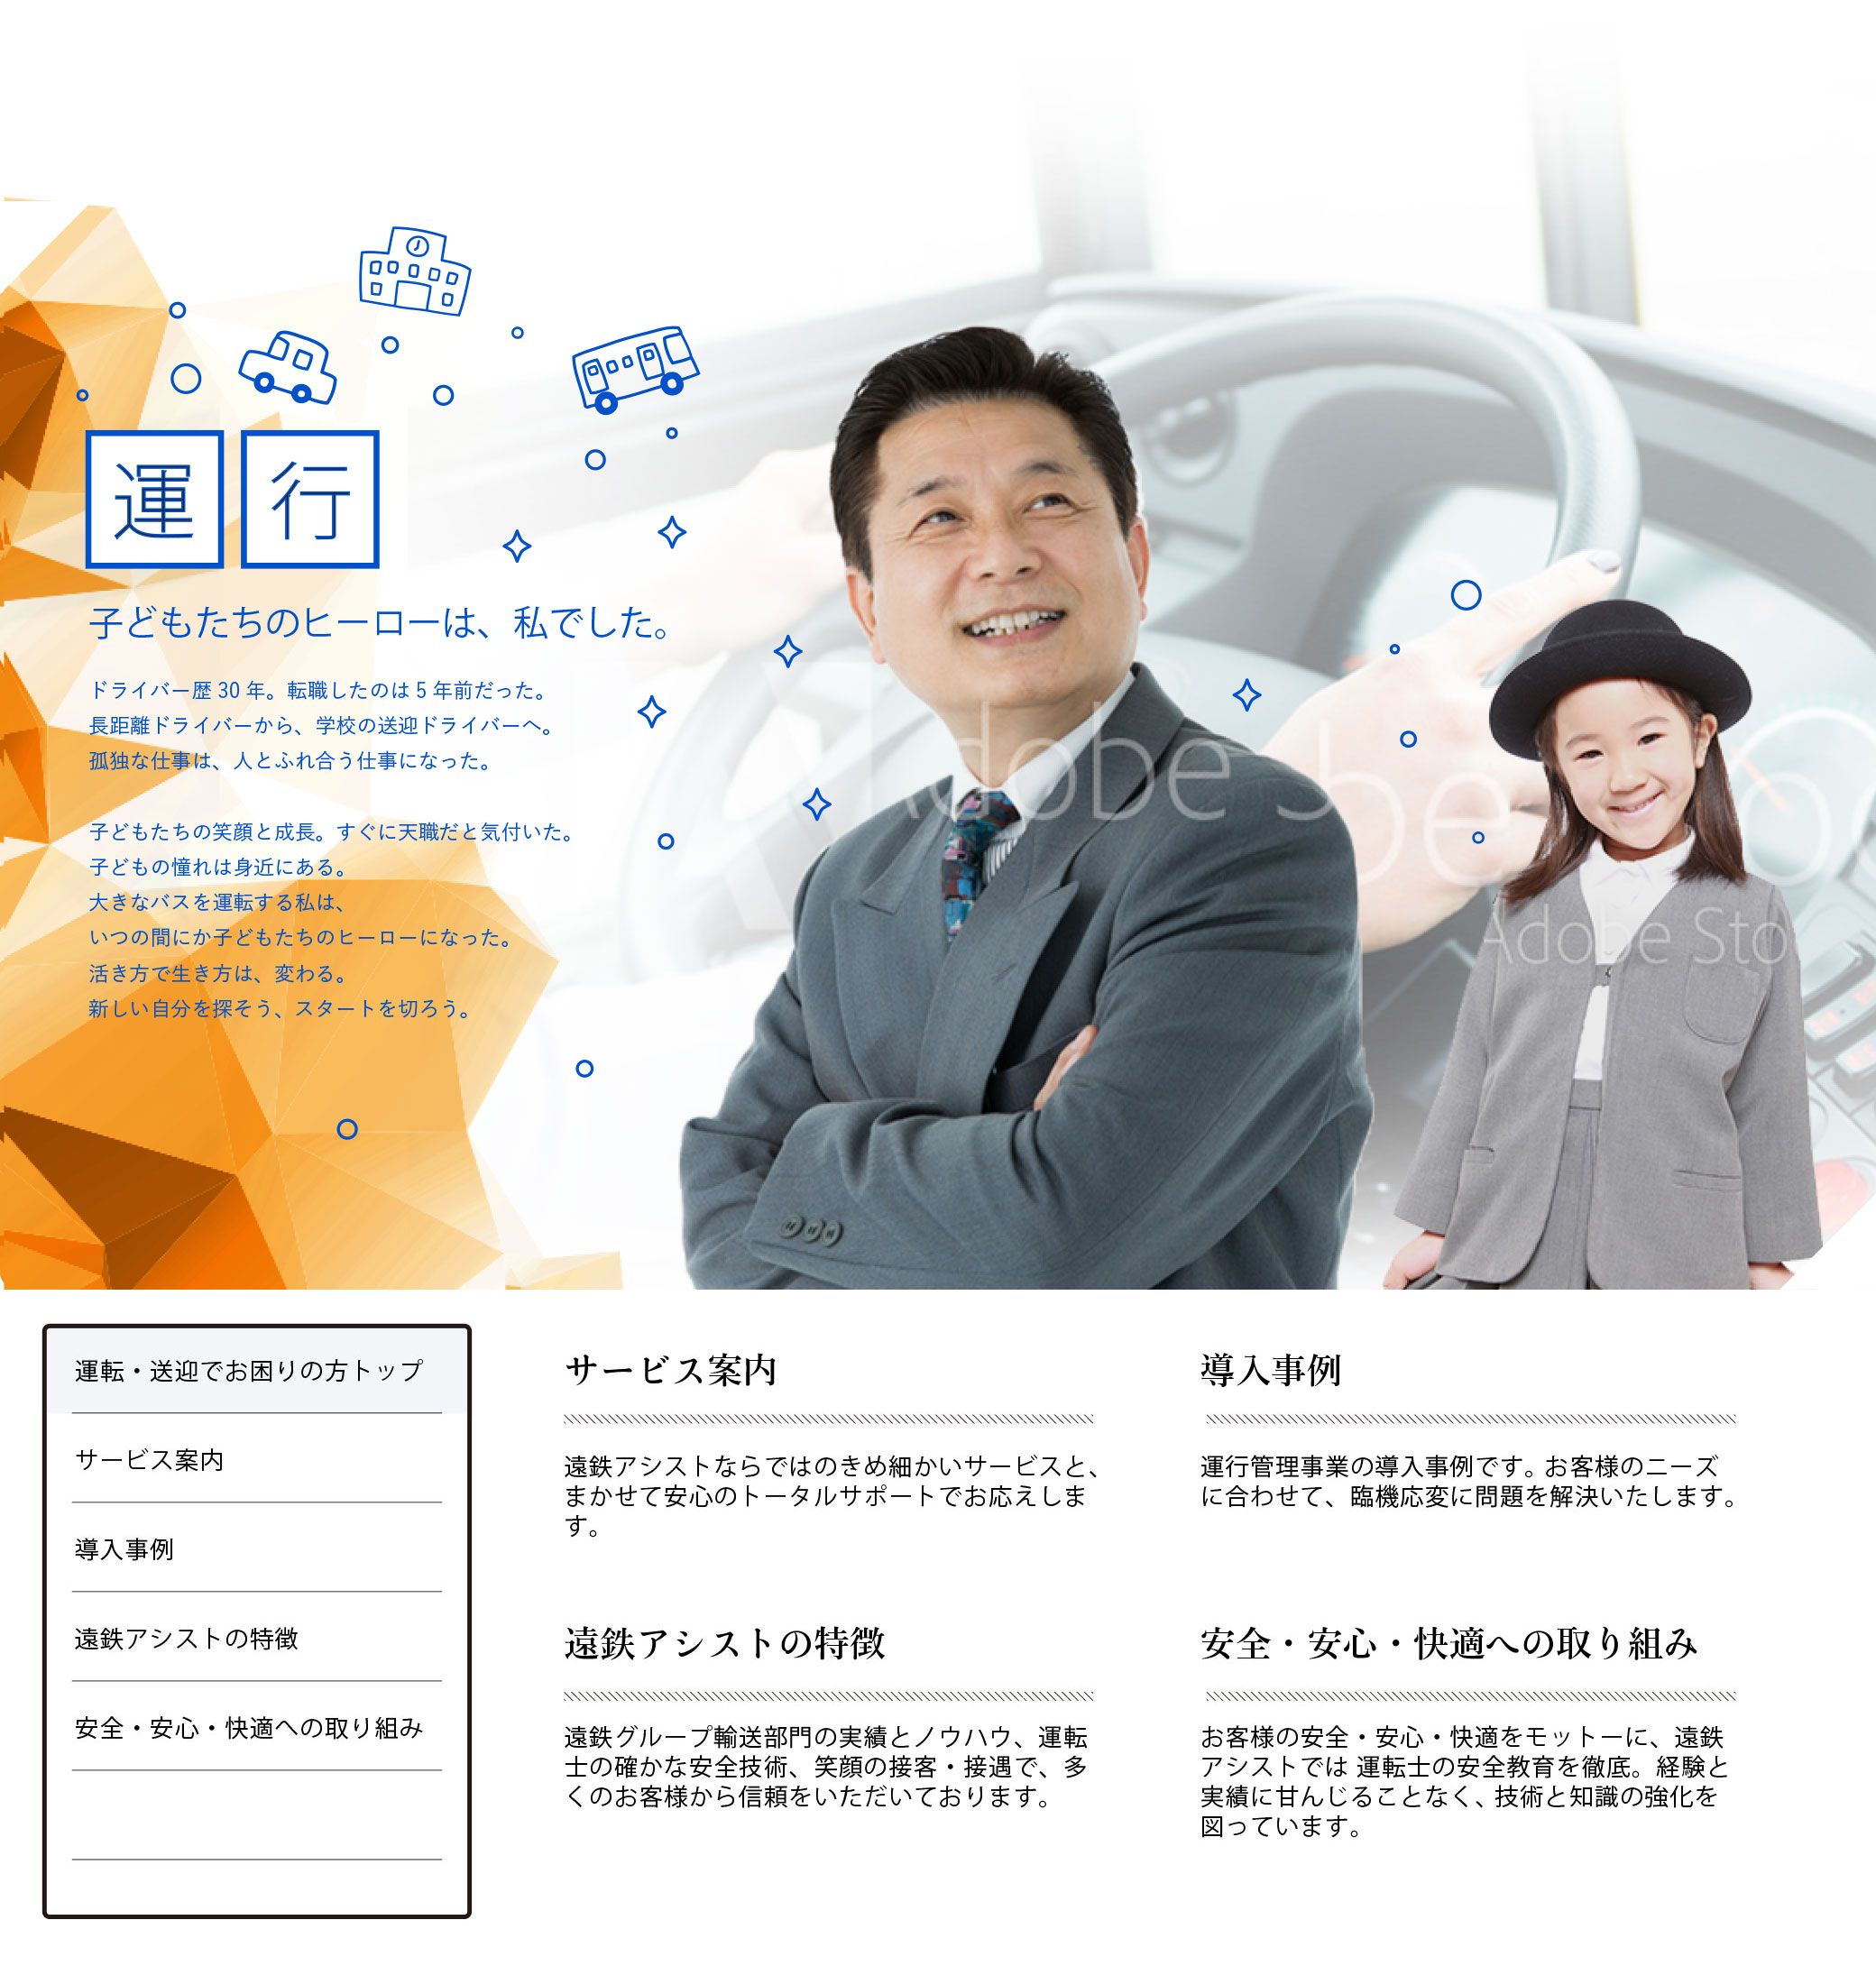 運行
子どもたちのヒーローは、私でした。
ドライバー歴 30 年。転職したのは 5 年前だった。
長距離ドライバーから、学校の送迎ドライバーへ。
孤独な仕事は、人とふれ合う仕事になった。
子どもたちの笑顔と成長。すぐに天職だと気付いた。
子どもの憧れは身近にある。
大きなバスを運転する私は、
いつの間にか子どもたちのヒーローになった。
活き方で生き方は、変わる。
新しい自分を探そう、スタートを切ろう。
Adobe S
Adobe Sto
運転・送迎でお困りの方トップ
サービス案内
導入事例
遠鉄アシストの特徴
安全・安心・快適への取り組み
サービス案内
遠鉄アシストならではのきめ細かいサービスと、
まかせて安心のトータルサポートでお応えしま
す。
導入事例
運行管理事業の導入事例です。お客様のニーズ
に合わせて、臨機応変に問題を解決いたします。
遠鉄アシストの特徴
遠鉄グループ輸送部門の実績とノウハウ、運転
士の確かな安全技術、笑顔の接客・接遇で、多
くのお客様から信頼をいただいております。
安全・安心・快適への取り組み
お客様の安全・安心・快適をモットーに、遠鉄
アシストでは 運転士の安全教育を徹底。経験と
実績に甘んじることなく、技術と知識の強化を
図っています。